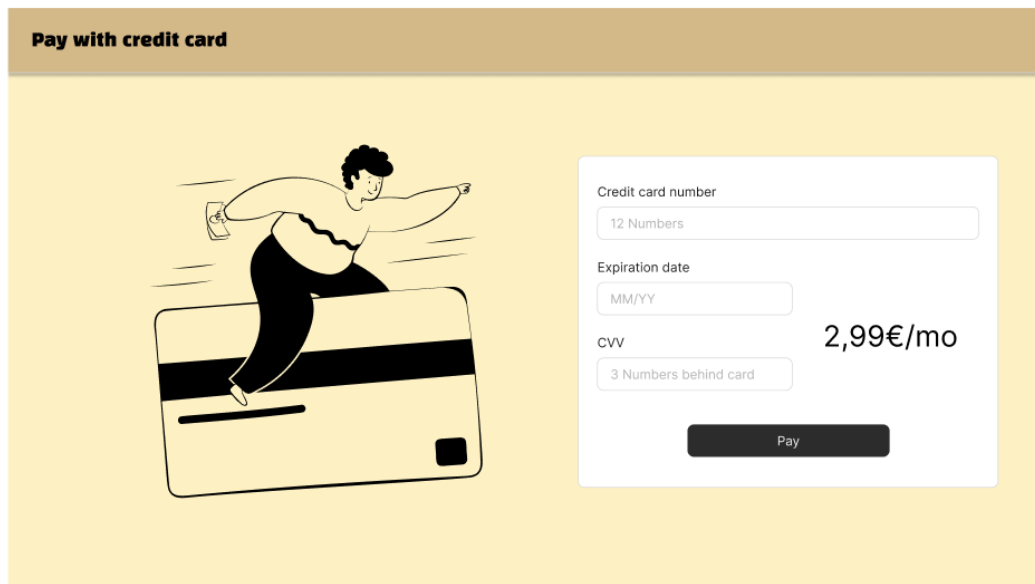 Pay with credit card
Credit card number
12 Numbers
Expiration date
MM/YY
CVV
3 Numbers behind card
2,99€/mo
Pay